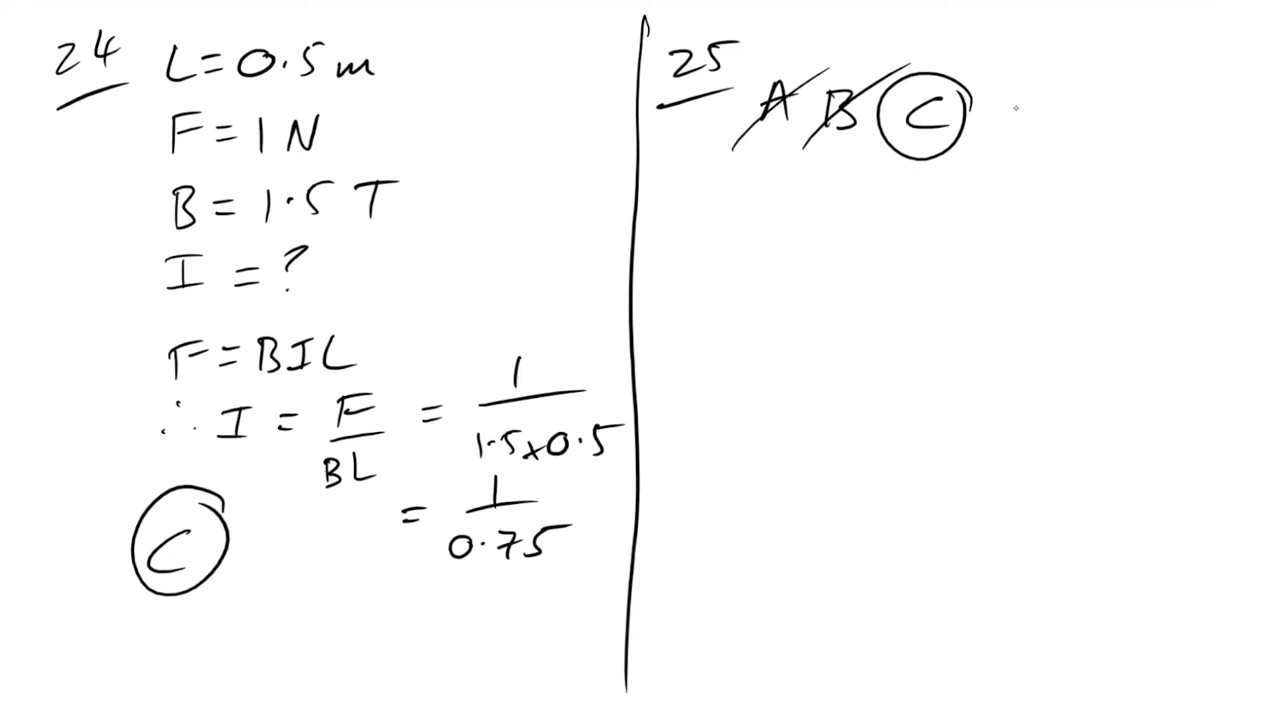 24
L = 0.5 m
F = 1 N
B = 1.5 T
I = ?
F = BIL
∴ I = F/BL = 1/(1.5 x 0.5)
= 1/0.75
C
25
A B C